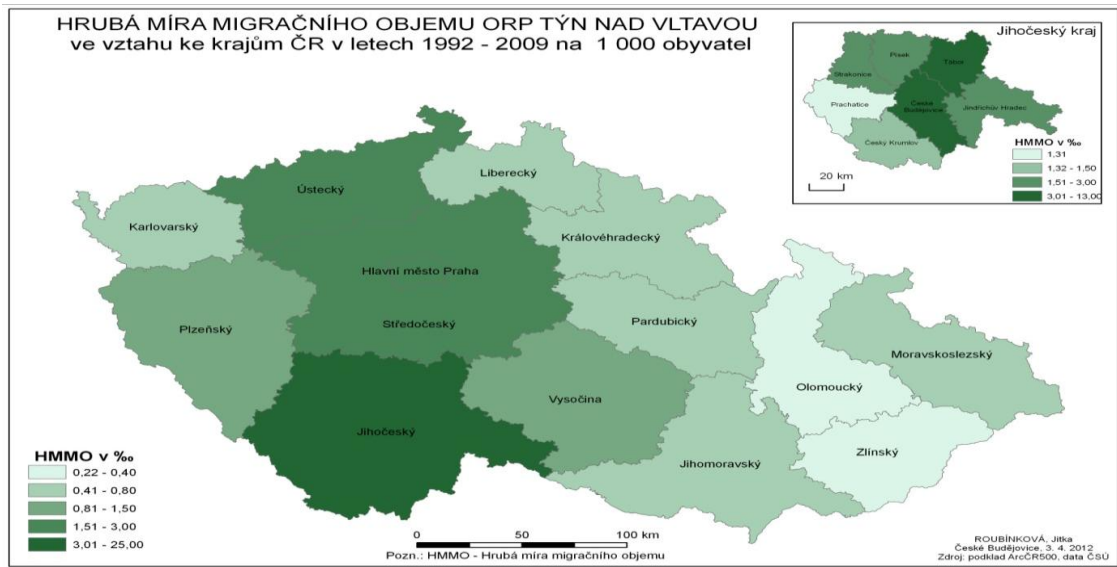 HRUBÁ MÍRA MIGRAČNÍHO OBJEMU ORP TÝN NAD VLTAVOU
ve vztahu ke krajům ČR v letech 1992 - 2009 na 1 000 obyvatel
Jihočeský kraj
Písek
Tábor
Strakonice
Prachatice
České
Budějovice
Jindřichův Hradec
Český Krumlov
HMMO v ‰
1,31
1,32 - 1,50
1,51 - 3,00
3,01 - 13,00
20 km
Liberecký
Ústecký
Karlovarský
Královéhradecký
Hlavní město Praha
Středočeský
Pardubický
Plzeňský
Moravskoslezský
Olomoucký
Vysočina
Jihočeský
Zlínský
Jihomoravský
HMMO v ‰
0,22 - 0,40
0,41 - 0,80
0,81 - 1,50
1,51 - 3,00
3,01 - 25,00
0 50 100 km
Pozn.: HMMO - Hrubá míra migračního objemu
ROUBÍNKOVÁ, Jitka
České Budějovice, 3. 4. 2012
Zdroj: podklad ArcČR500, data ČSÚ